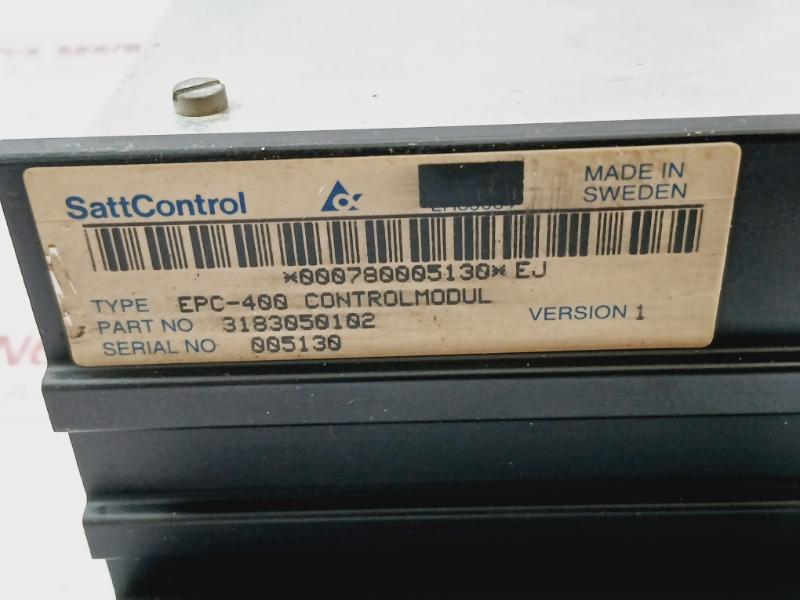 SattControl
MADE IN
SWEDEN
*000780005130* EJ
TYPE EPC-400 CONTROLMODUL
PART NO 3183050102
VERSION 1
SERIAL NO 005130